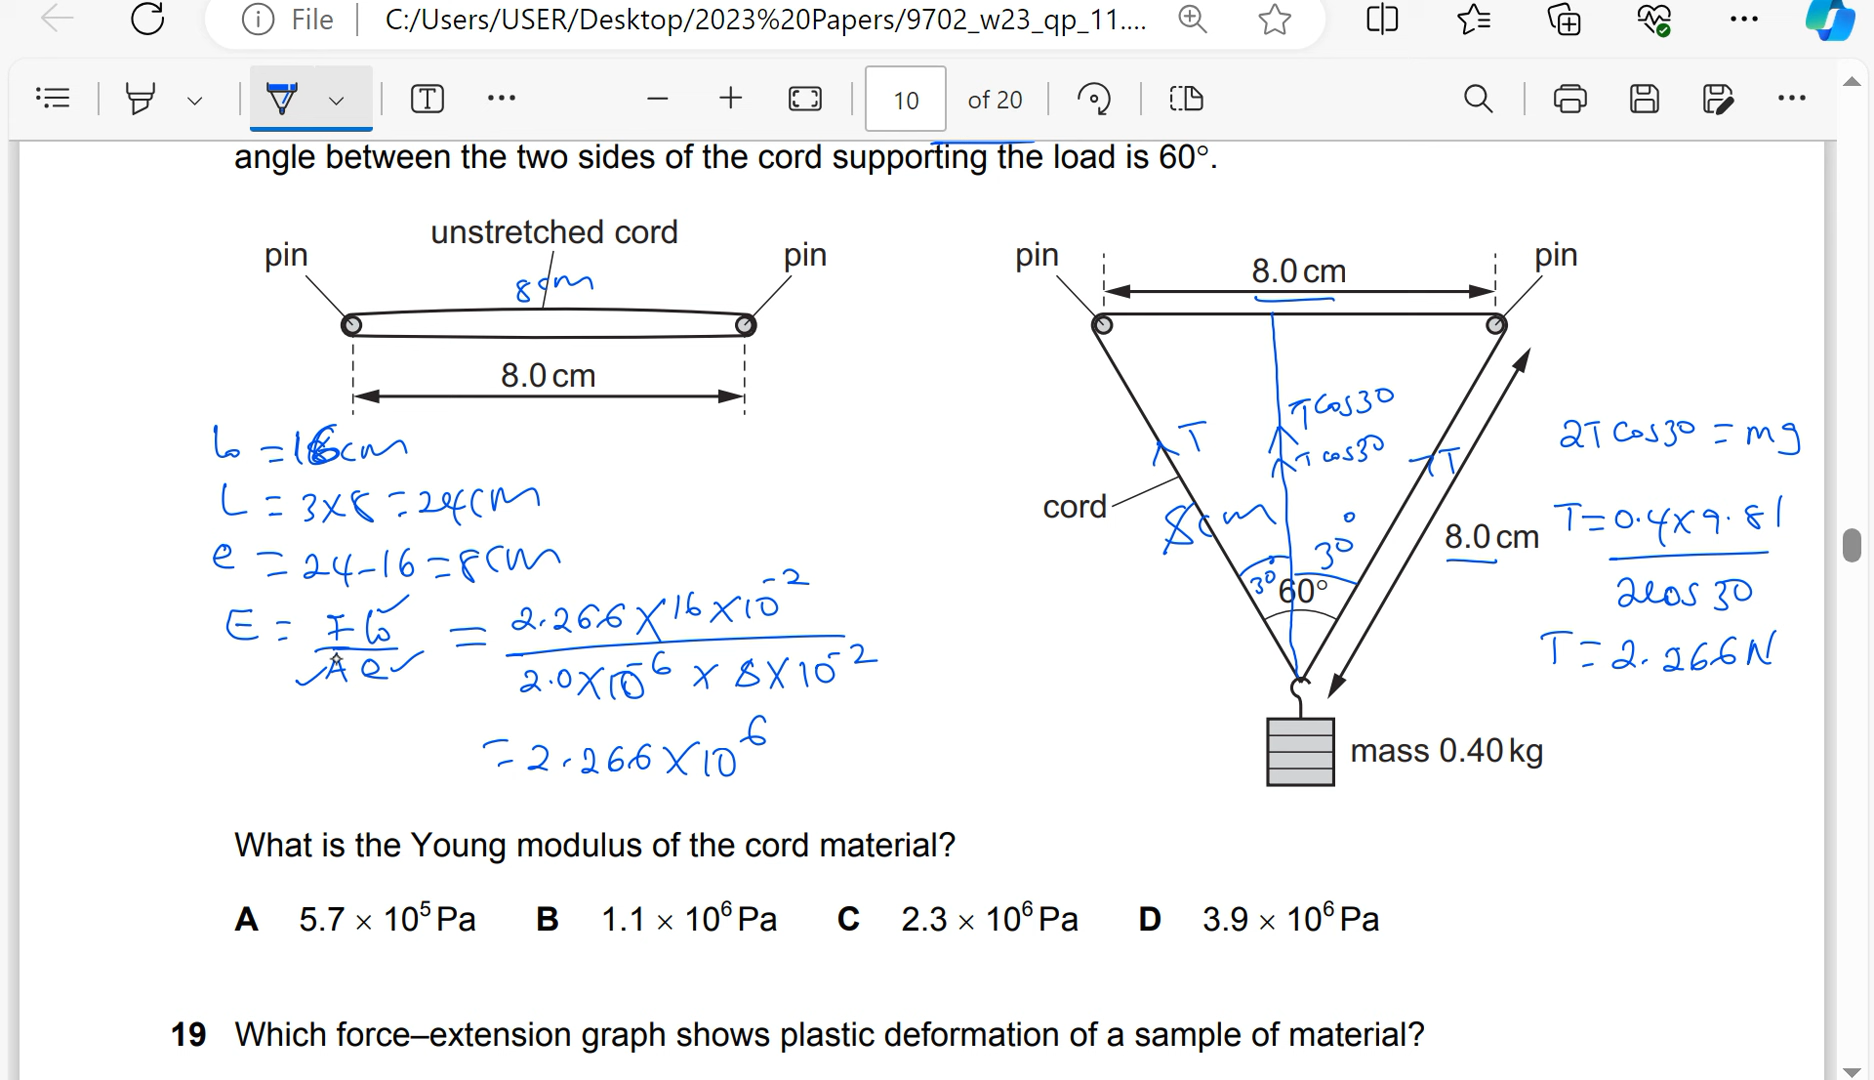 File C:/Users/USER/Desktop/2023%20Papers/9702_w23_qp_11....
10 of 20
angle between the two sides of the cord supporting the load is 60°.
unstretched cord
pin pin
8cm
8.0 cm
pin pin
8.0 cm
T cos30
T cos30
T T
cord
8cm
8.0 cm
30° 30°
60°
mass 0.40 kg
l₀ = 16cm
L = 3×8 = 24cm
e = 24-16 = 8cm
E = Fl₀ / Ae = 2.266 × 16 × 10⁻² / 2.0×10⁻⁶ × 8×10⁻²
= 2.266 × 10⁶
2T cos30 = mg
T = 0.4×9.81 / 2cos30
T = 2.266N
What is the Young modulus of the cord material?
A 5.7 × 10⁵ Pa B 1.1 × 10⁶ Pa C 2.3 × 10⁶ Pa D 3.9 × 10⁶ Pa
19 Which force–extension graph shows plastic deformation of a sample of material?